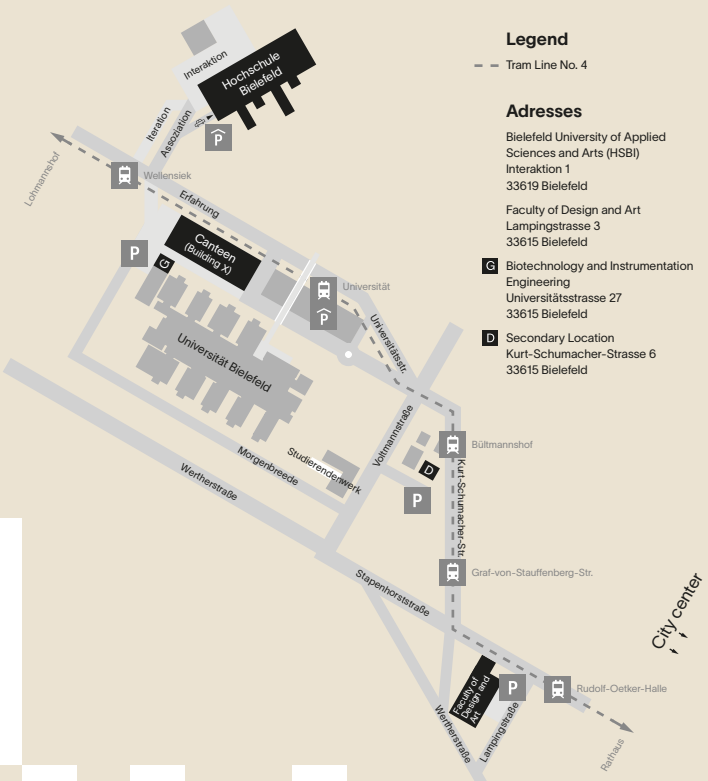 Legend
Tram Line No. 4
Adresses
Bielefeld University of Applied
Sciences and Arts (HSBI)
Interaktion 1
33619 Bielefeld
Faculty of Design and Art
Lampingstrasse 3
33615 Bielefeld
G Biotechnology and Instrumentation
Engineering
Universitätsstrasse 27
33615 Bielefeld
D Secondary Location
Kurt-Schumacher-Strasse 6
33615 Bielefeld
Interaktion
Hochschule
Bielefeld
Iteration
Assoziation
P
Lohmannshof
Wellensiek
Erfahrung
P
G
Canteen
(Building X)
Universität
P
Universitätsstr.
Universität Bielefeld
Voltmannstraße
Bültmannshof
D
P
Kurt-Schumacher-Str.
Studierendenwerk
Morgenbreede
Wertherstraße
Graf-von-Stauffenberg-Str.
Stapenhorststraße
City center
Faculty of
Design and
Art
P
Rudolf-Oetker-Halle
Wertherstraße
Lampingstraße
Rathaus